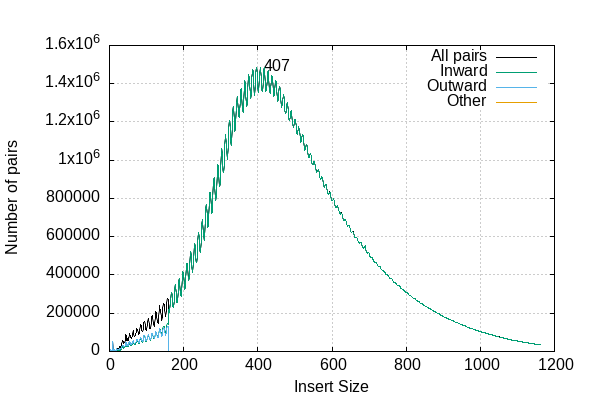 1.6x10^6
1.4x10^6
1.2x10^6
1x10^6
800000
600000
400000
200000
0
Number of pairs
407
All pairs
Inward
Outward
Other
0 200 400 600 800 1000 1200
Insert Size